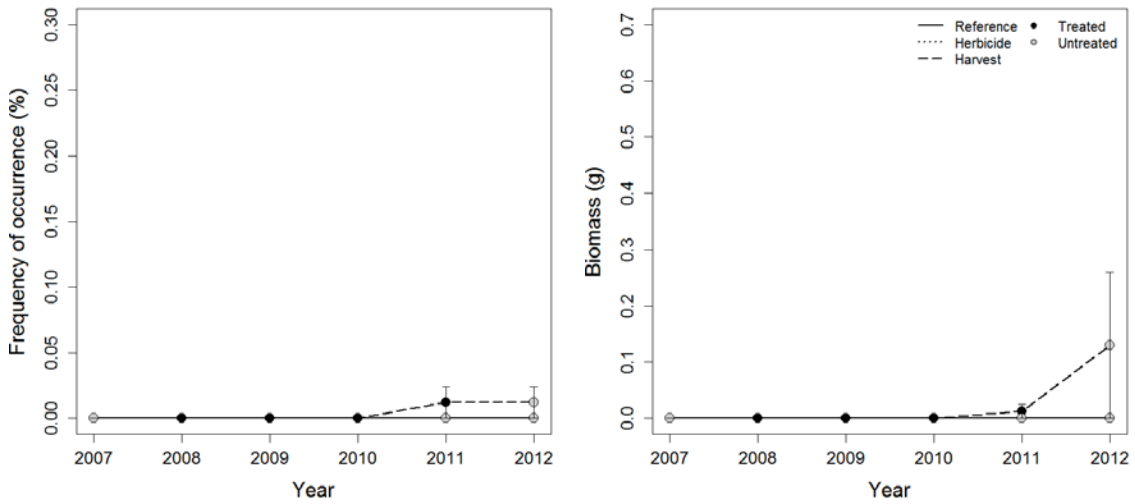 Frequency of occurrence (%)
0.30
0.25
0.20
0.15
0.10
0.05
0.00
2007 2008 2009 2010 2011 2012
Year
Biomass (g)
0.7
0.6
0.5
0.4
0.3
0.2
0.1
0.0
2007 2008 2009 2010 2011 2012
Year
Reference Treated
Herbicide Untreated
Harvest